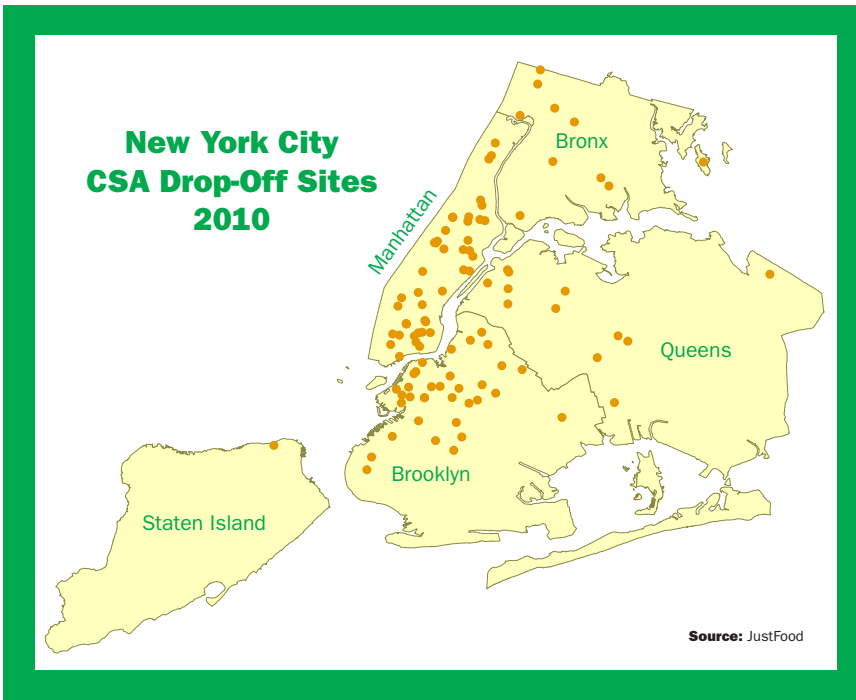 New York City
CSA Drop-Off Sites
2010
Manhattan
Bronx
Queens
Brooklyn
Staten Island
Source: JustFood